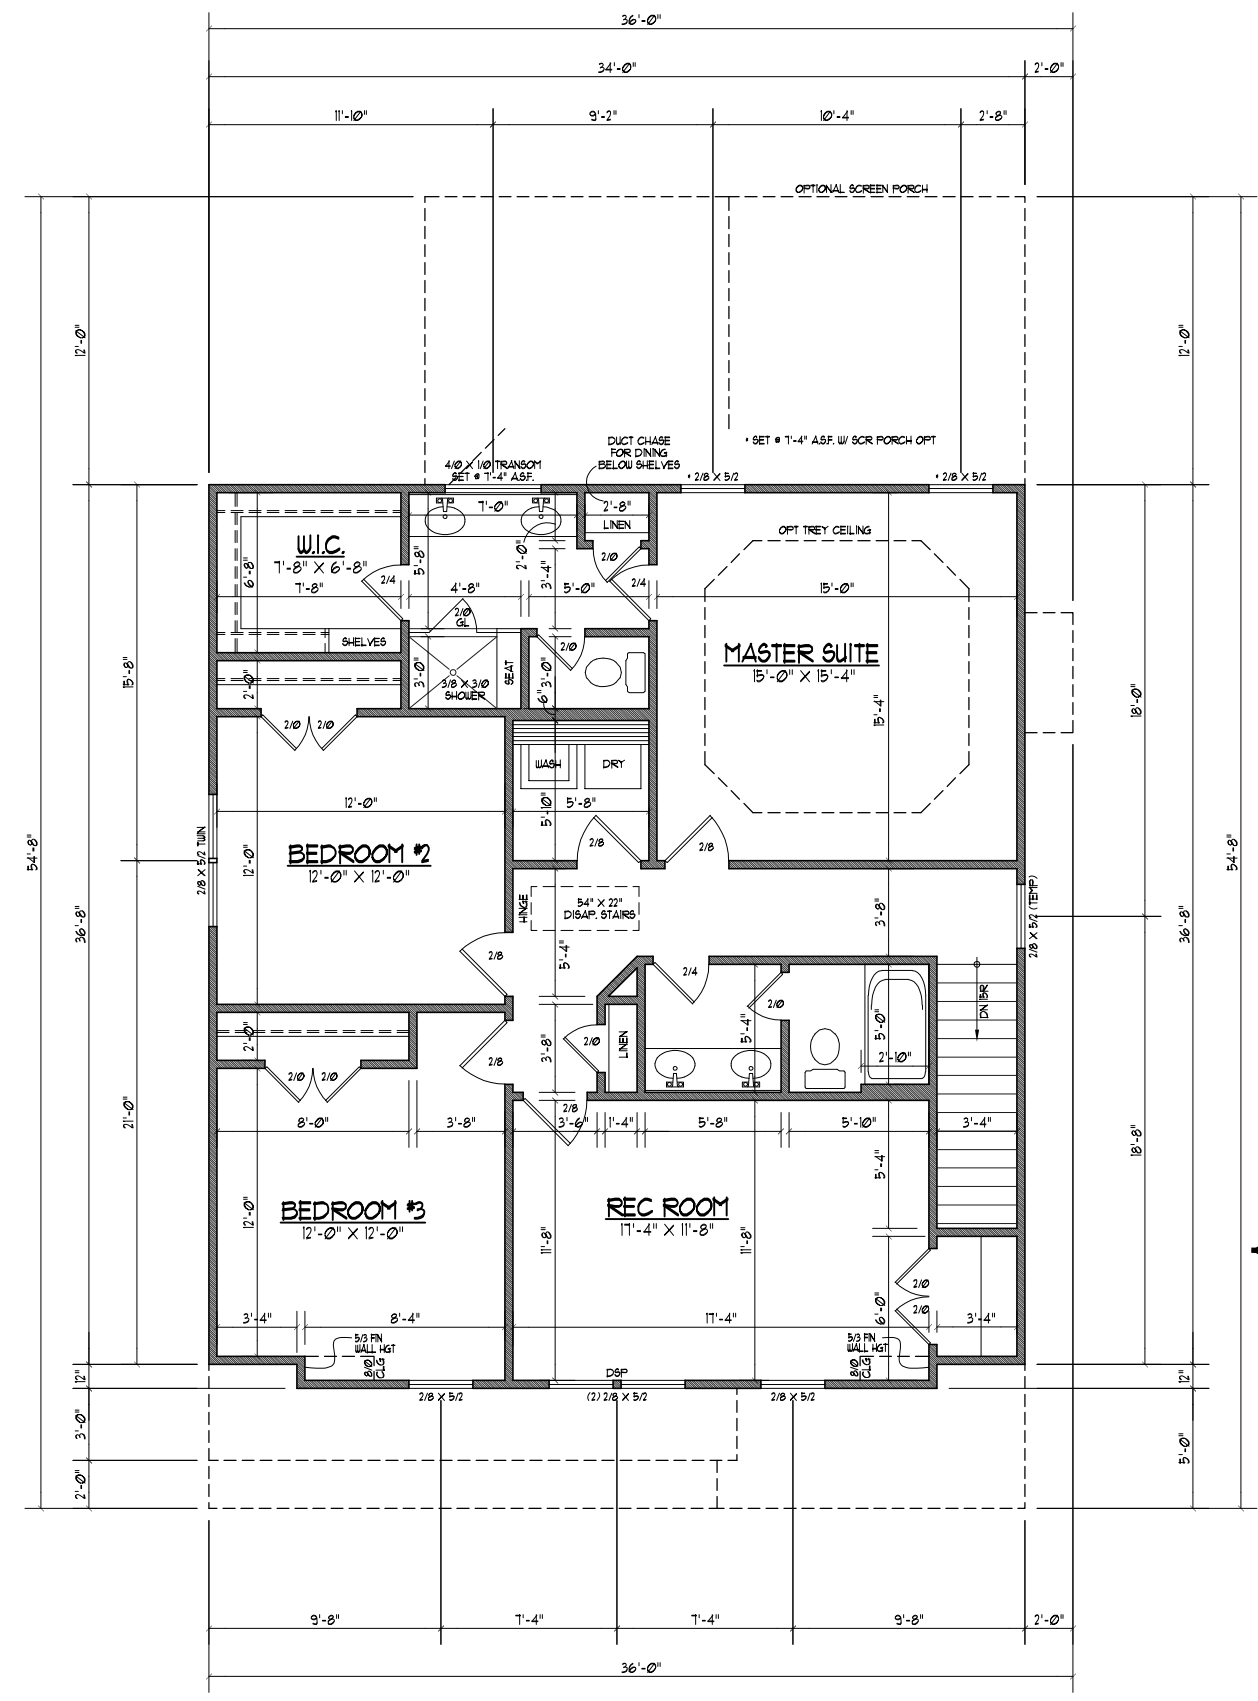 36'-0"
34'-0"
2'-0"
11'-10"
9'-2"
10'-4"
2'-8"
OPTIONAL SCREEN PORCH
12'-0"
12'-0"
DUCT CHASE
FOR DINING
BELOW SHELVES
* SET @ 7'-4" A.S.F. W/ SCR PORCH OPT
4/0 X 1/0 TRANSOM
SET @ 7'-4" A.S.F.
* 2/8 X 5/2
* 2/8 X 5/2
7'-0"
2'-8"
LINEN
OPT TREY CEILING
W.I.C.
7'-8" X 6'-8"
7'-8"
6'-8"
5'-8"
2'-0"
3'-4"
2/0
2/4
2/4
4'-8"
5'-0"
15'-0"
2/0
GL
SHELVES
2/0
MASTER SUITE
15'-0" X 15'-4"
15'-8"
2'-0"
3'-0"
3/8 X 3/0
SHOWER
SEAT
3'-0"
6"
18'-0"
2/0
2/0
15'-4"
WASH
DRY
12'-0"
5'-10"
5'-8"
2/8
2/8
54'-8"
2/8 X 5/2 TWIN
BEDROOM #2
12'-0" X 12'-0"
12'-0"
54'-8"
36'-8"
HINGE
54" X 22"
DISAP. STAIRS
3'-8"
2/8 X 5/2 (TEMP)
36'-8"
2/8
5'-4"
2/4
2/0
DN 15R
2'-0"
2/8
3'-8"
2/0
LINEN
5'-4"
5'-0"
2'-10"
2/0
2/0
2/8
21'-0"
8'-0"
3'-8"
3'-6"
1'-4"
5'-8"
5'-10"
3'-4"
18'-8"
5'-4"
BEDROOM #3
12'-0" X 12'-0"
12'-0"
REC ROOM
17'-4" X 11'-8"
11'-8"
11'-8"
2/0
2/0
6'-0"
3'-4"
8'-4"
17'-4"
3'-4"
5/3 FIN
WALL HGT
8/0
CLG
5/3 FIN
WALL HGT
8/0
CLG
DSP
12"
12"
2/8 X 5/2
(2) 2/8 X 5/2
2/8 X 5/2
3'-0"
2'-0"
5'-0"
9'-8"
7'-4"
7'-4"
9'-8"
2'-0"
36'-0"